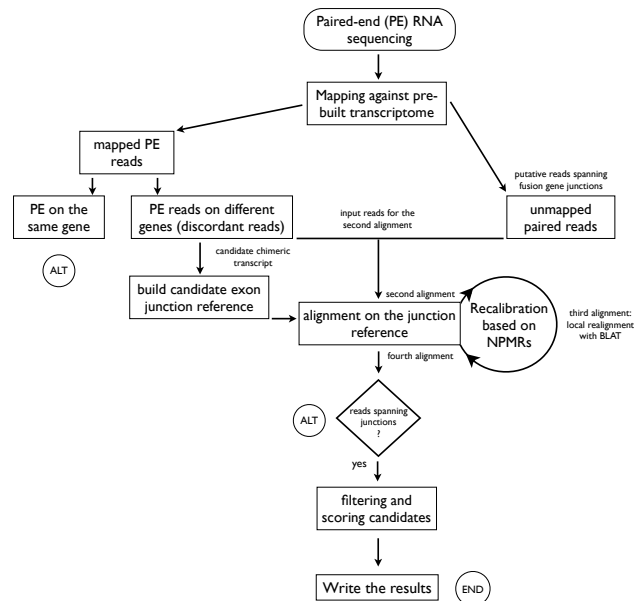 Paired-end (PE) RNA
sequencing
Mapping against pre-
built transcriptome
mapped PE
reads
putative reads spanning
fusion gene junctions
PE on the
same gene
PE reads on different
genes (discordant reads)
input reads for the
second alignment
unmapped
paired reads
ALT
candidate chimeric
transcript
build candidate exon
junction reference
second alignment
alignment on the junction
reference
Recalibration
based on
NPMRs
third alignment:
local realignment
with BLAT
fourth alignment
ALT
reads spanning
junctions
?
yes
filtering and
scoring candidates
Write the results
END